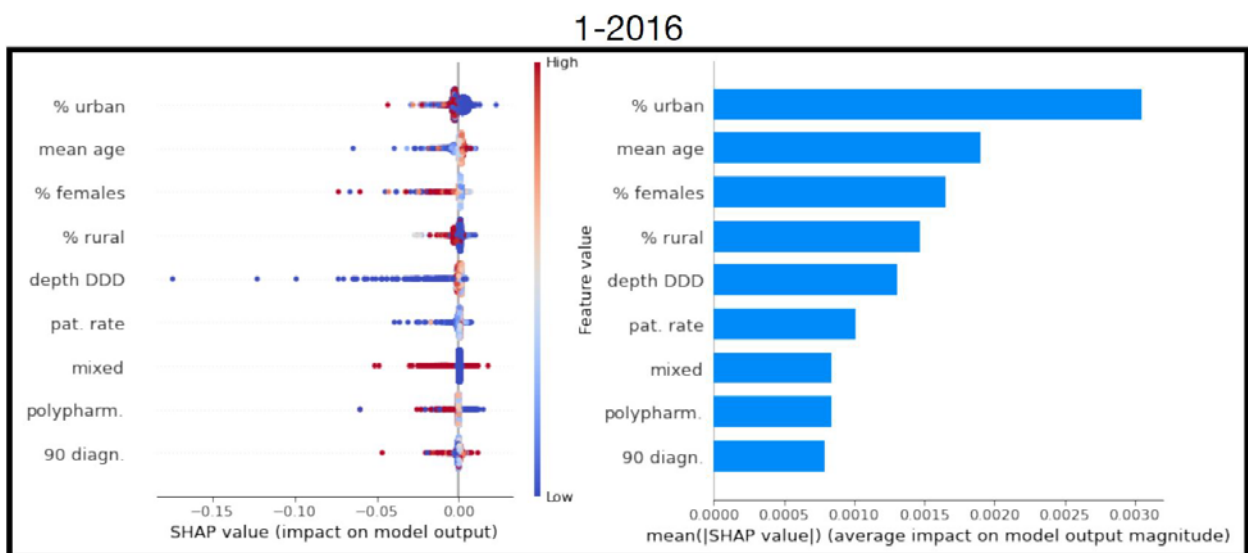 1-2016
High
% urban
mean age
% females
% rural
depth DDD
pat. rate
mixed
polypharm.
90 diagn.
Low
−0.15 −0.10 −0.05 0.00
SHAP value (impact on model output)
Feature value
% urban
mean age
% females
% rural
depth DDD
pat. rate
mixed
polypharm.
90 diagn.
0.0000 0.0005 0.0010 0.0015 0.0020 0.0025 0.0030
mean(|SHAP value|) (average impact on model output magnitude)